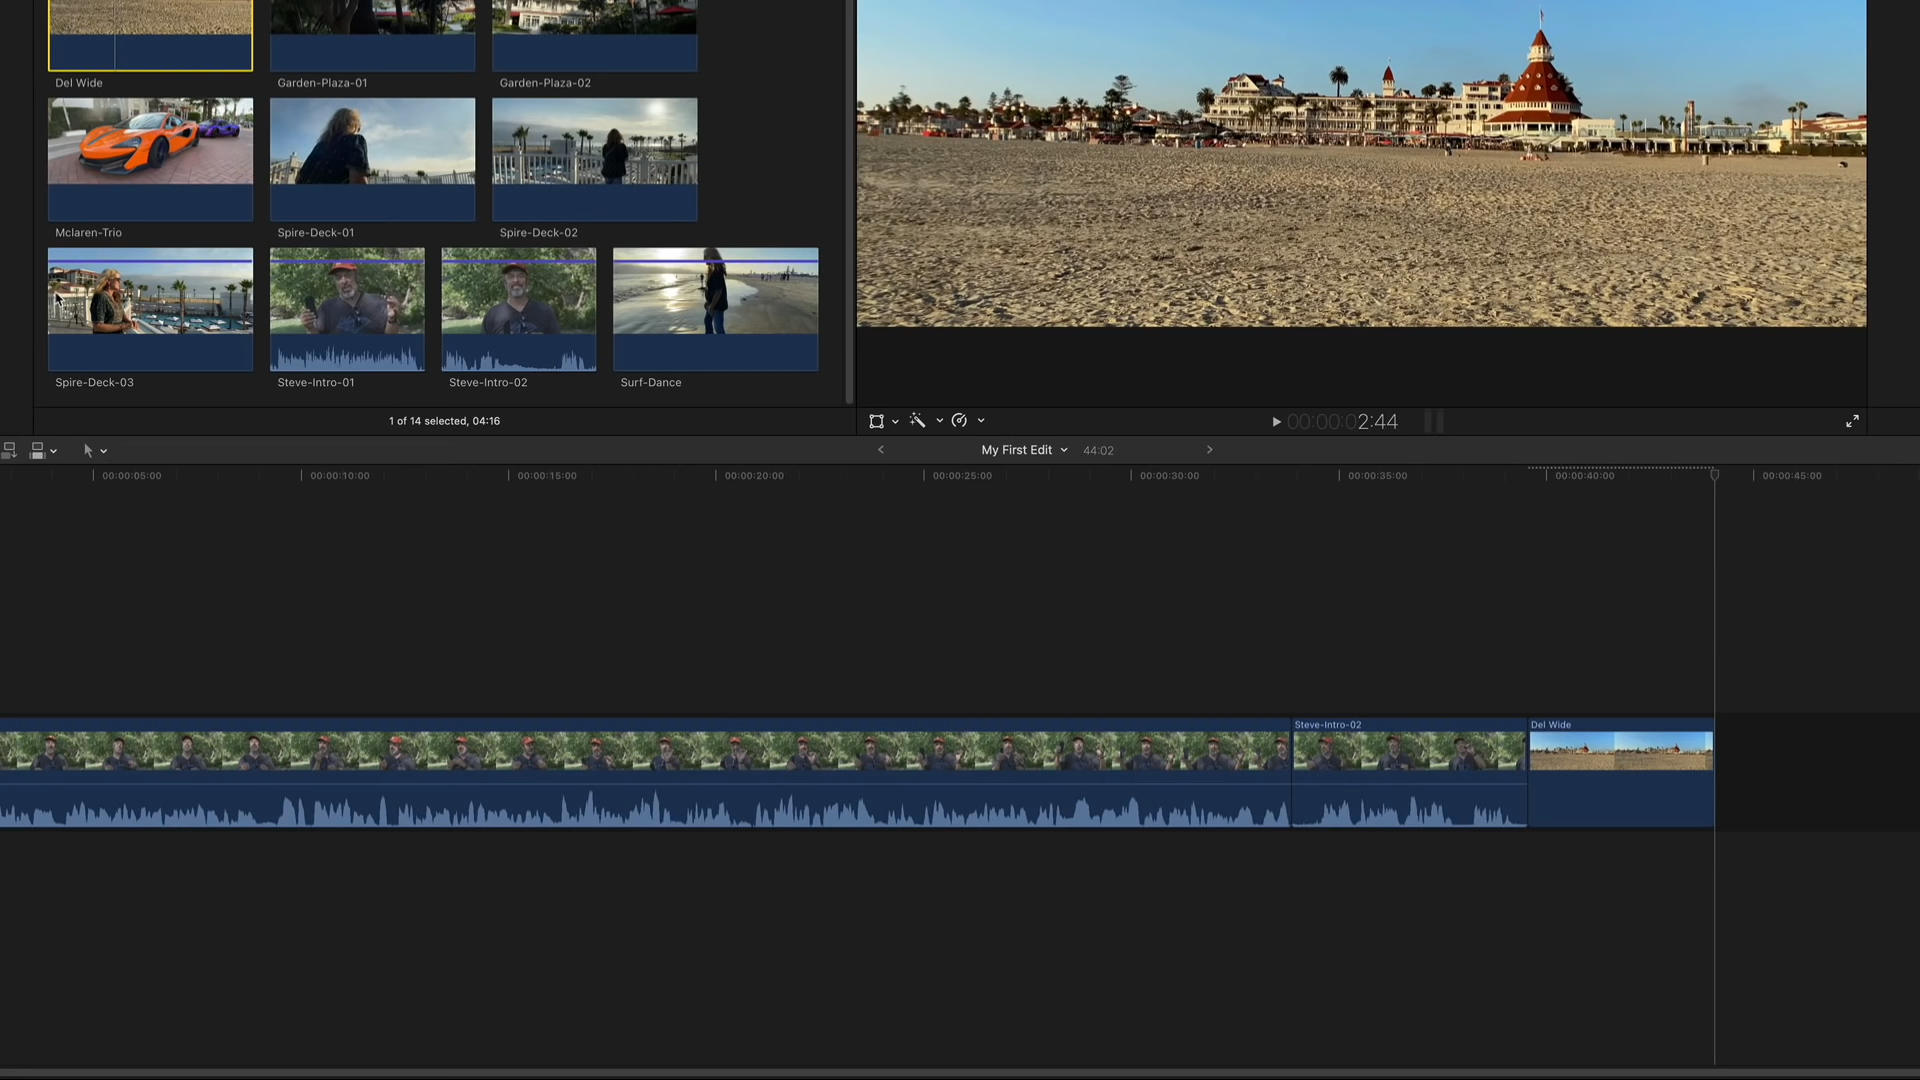 Del Wide
Garden-Plaza-01
Garden-Plaza-02
Mclaren-Trio
Spire-Deck-01
Spire-Deck-02
Spire-Deck-03
Steve-Intro-01
Steve-Intro-02
Surf-Dance
1 of 14 selected, 04:16
00:00:02:44
My First Edit
44:02
00:00:05:00
00:00:10:00
00:00:15:00
00:00:20:00
00:00:25:00
00:00:30:00
00:00:35:00
00:00:40:00
00:00:45:00
Steve-Intro-02
Del Wide